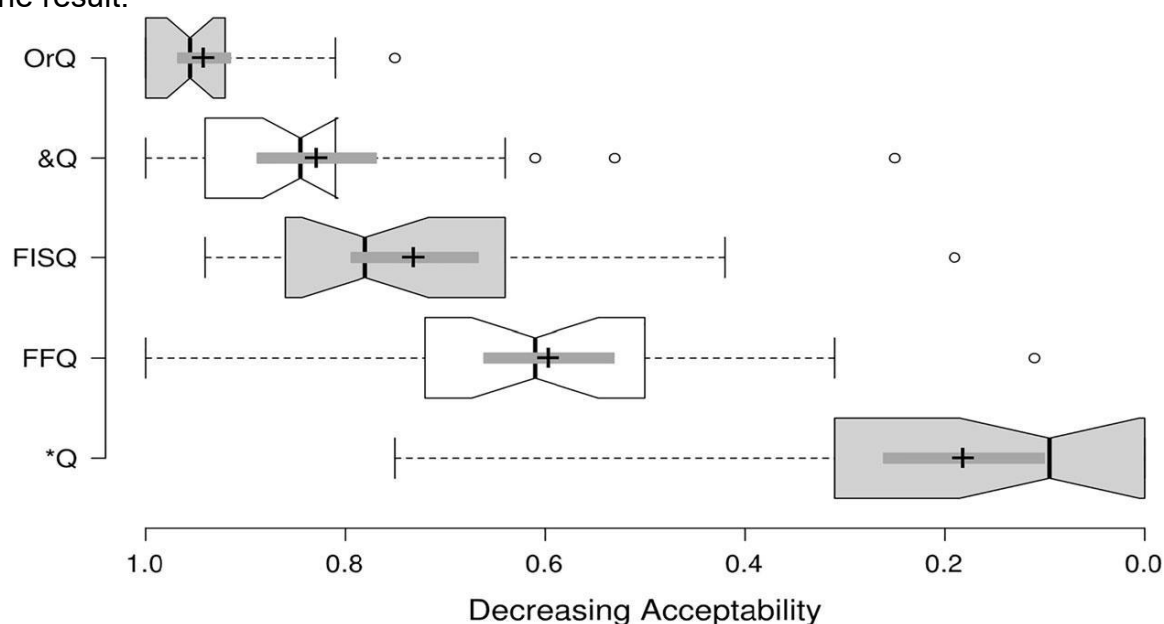 he result.
OrQ
&Q
FISQ
FFQ
*Q
1.0 0.8 0.6 0.4 0.2 0.0
Decreasing Acceptability